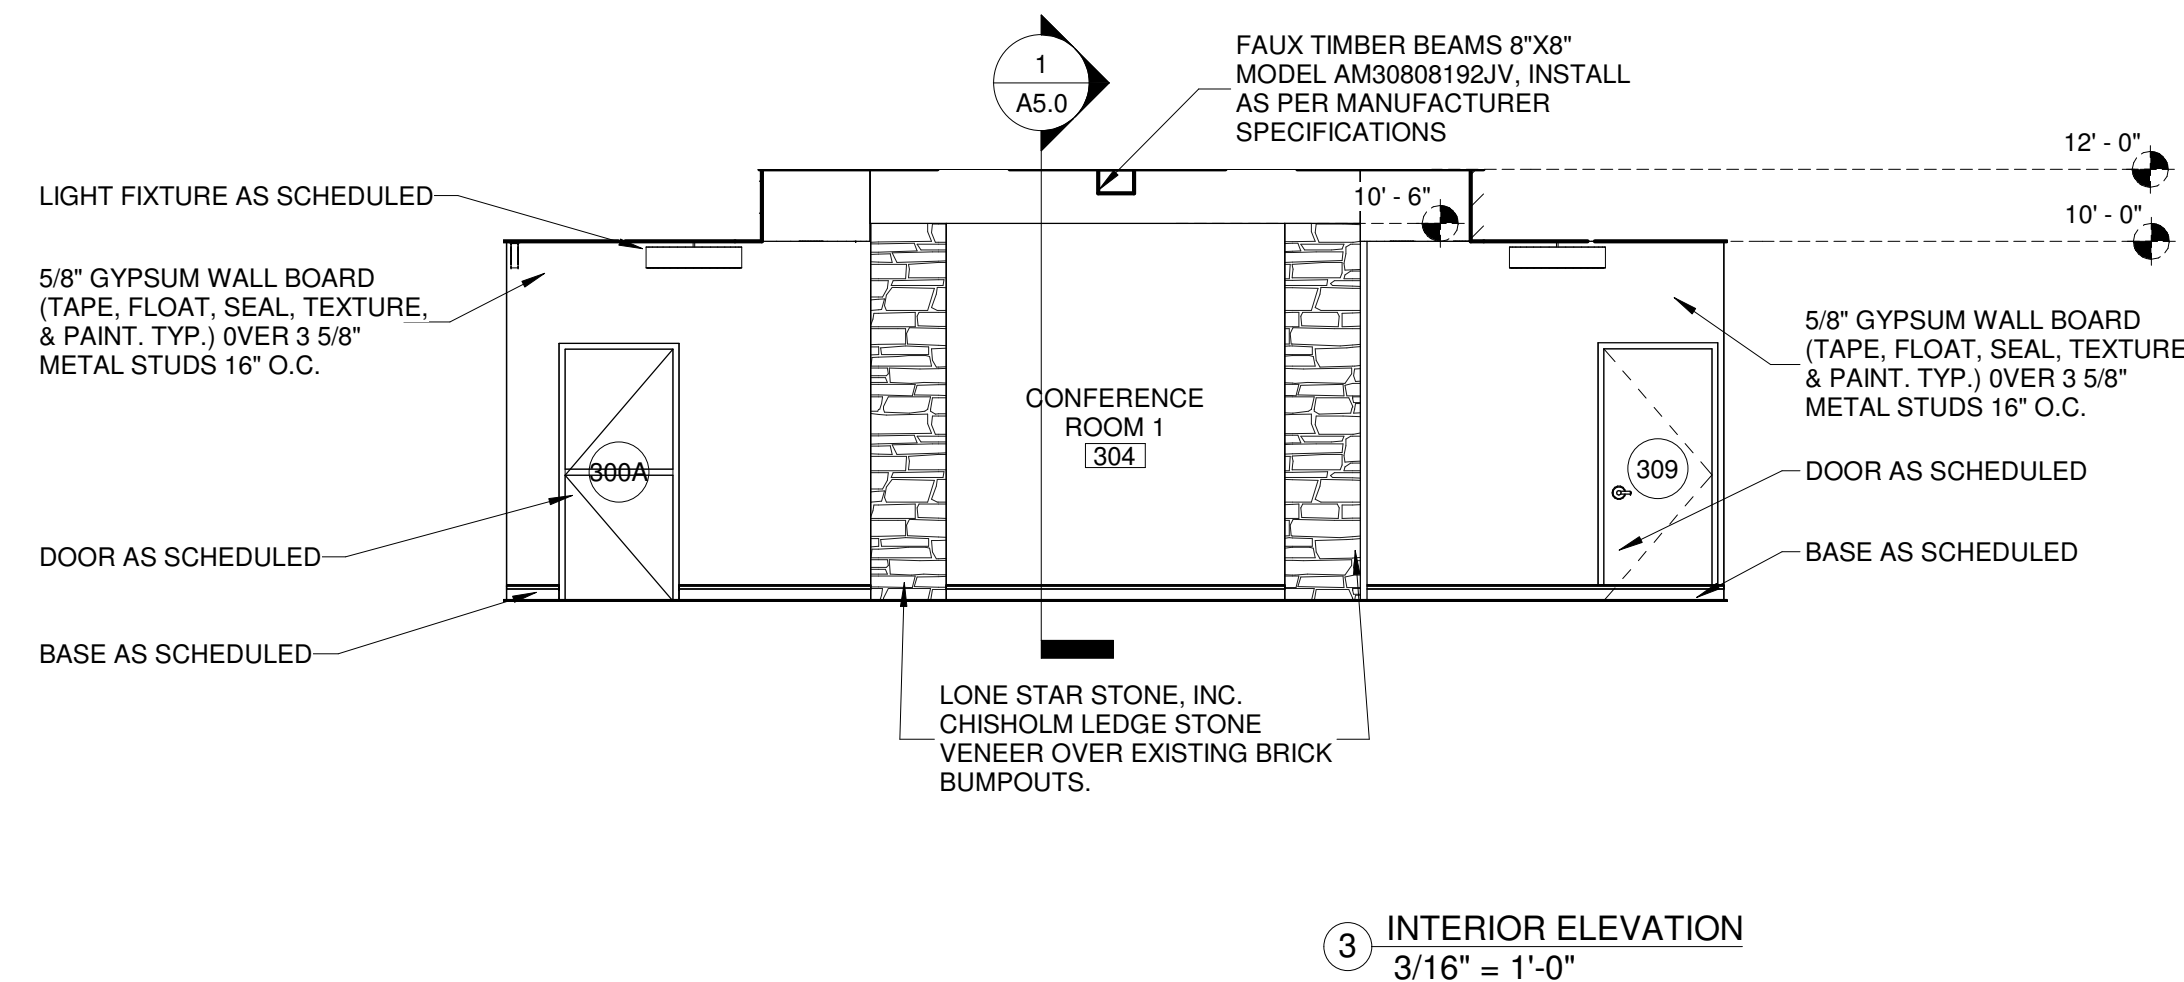 1
A5.0
FAUX TIMBER BEAMS 8"X8"
MODEL AM30808192JV, INSTALL
AS PER MANUFACTURER
SPECIFICATIONS
12' - 0"
10' - 6"
10' - 0"
LIGHT FIXTURE AS SCHEDULED
5/8" GYPSUM WALL BOARD
(TAPE, FLOAT, SEAL, TEXTURE,
& PAINT. TYP.) 0VER 3 5/8"
METAL STUDS 16" O.C.
5/8" GYPSUM WALL BOARD
(TAPE, FLOAT, SEAL, TEXTURE
& PAINT. TYP.) 0VER 3 5/8"
METAL STUDS 16" O.C.
CONFERENCE
ROOM 1
304
300A
309
DOOR AS SCHEDULED
DOOR AS SCHEDULED
BASE AS SCHEDULED
BASE AS SCHEDULED
LONE STAR STONE, INC.
CHISHOLM LEDGE STONE
VENEER OVER EXISTING BRICK
BUMPOUTS.
3
INTERIOR ELEVATION
3/16" = 1'-0"